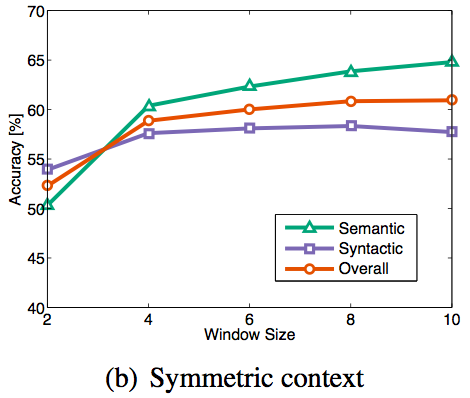 70
65
60
55
50
45
40
Accuracy [%]
2 4 6 8 10
Window Size
Semantic
Syntactic
Overall
(b) Symmetric context